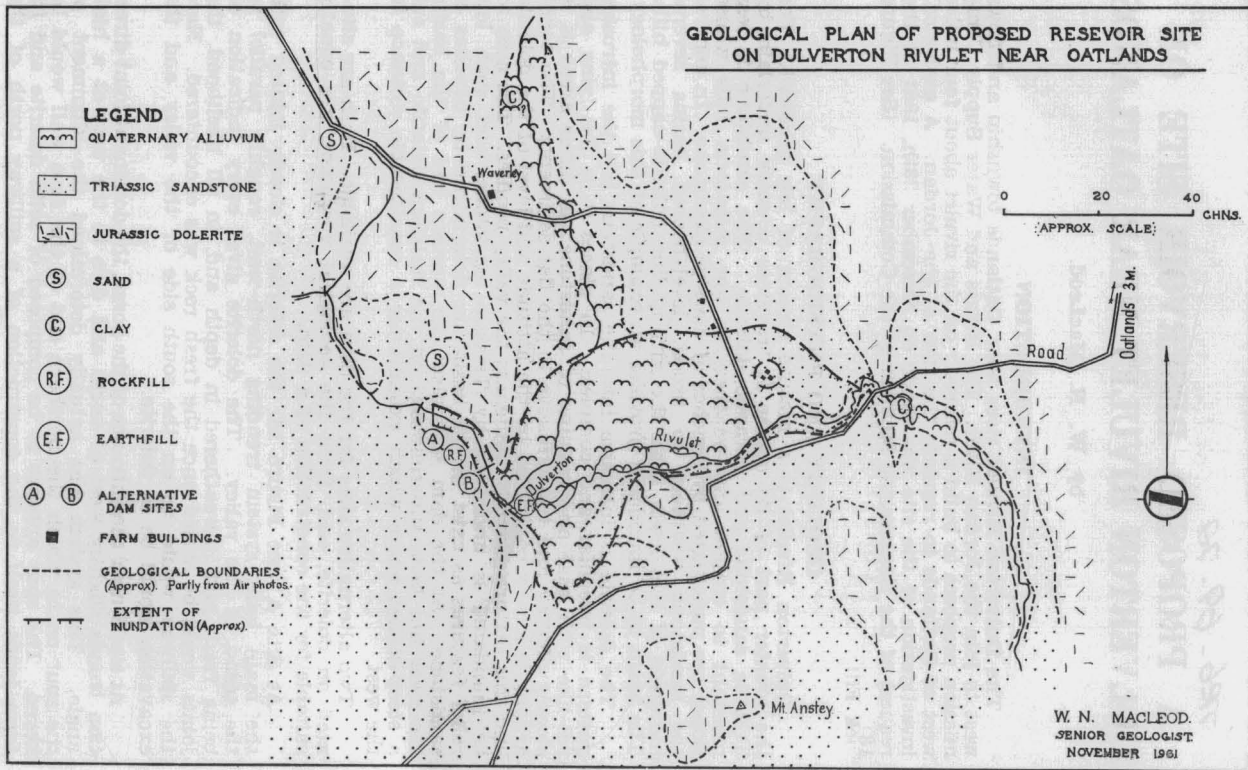 GEOLOGICAL PLAN OF PROPOSED RESEVOIR SITE
ON DULVERTON RIVULET NEAR OATLANDS
LEGEND
QUATERNARY ALLUVIUM
TRIASSIC SANDSTONE
JURASSIC DOLERITE
S SAND
C CLAY
R.F. ROCKFILL
E.F. EARTHFILL
A B ALTERNATIVE
DAM SITES
FARM BUILDINGS
GEOLOGICAL BOUNDARIES
(Approx). Partly from Air photos.
EXTENT OF
INUNDATION (Approx).
C
?
S
Waverley
0 20 40
CHNS.
(APPROX. SCALE)
Oatlands 3 M.
Road
S
C
A
R.F.
B
Rivulet
Dulverton
E.F.
Mt. Anstey
W. N. MACLEOD.
SENIOR GEOLOGIST.
NOVEMBER 1961